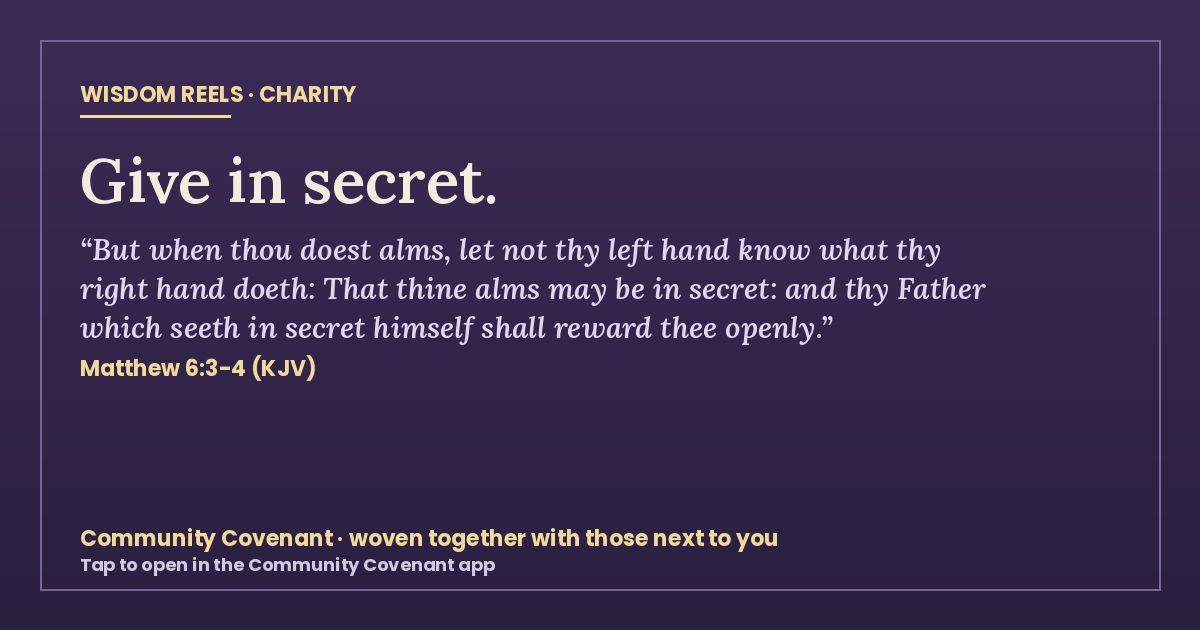 WISDOM REELS · CHARITY
Give in secret.
“But when thou doest alms, let not thy left hand know what thy
right hand doeth: That thine alms may be in secret: and thy Father
which seeth in secret himself shall reward thee openly.”
Matthew 6:3–4 (KJV)
Community Covenant · woven together with those next to you
Tap to open in the Community Covenant app